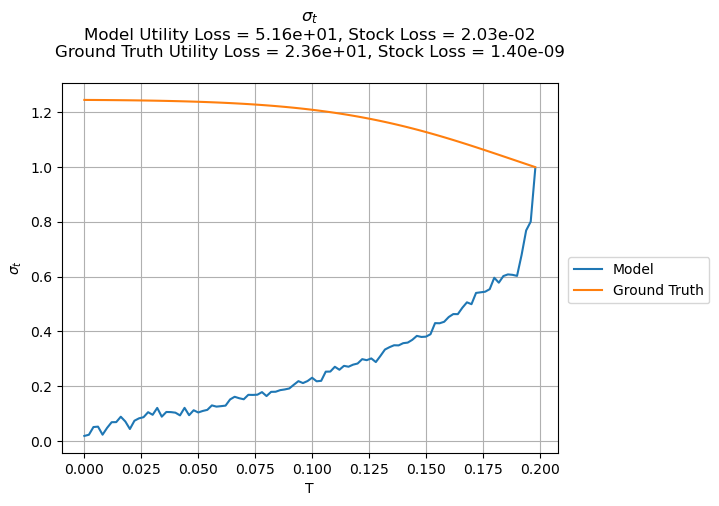 σt
Model Utility Loss = 5.16e+01, Stock Loss = 2.03e-02
Ground Truth Utility Loss = 2.36e+01, Stock Loss = 1.40e-09
1.2
1.0
0.8
0.6
0.4
0.2
0.0
σt
0.000 0.025 0.050 0.075 0.100 0.125 0.150 0.175 0.200
T
Model
Ground Truth